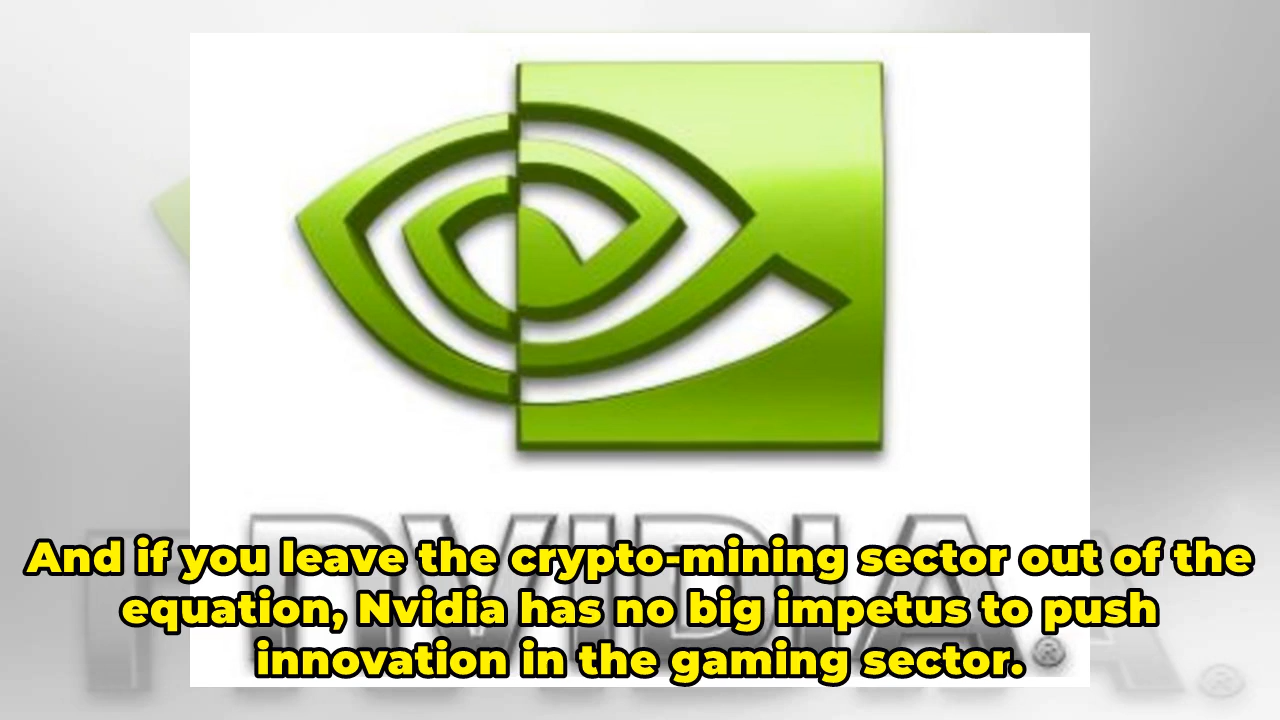 NVIDIA®
And if you leave the crypto-mining sector out of the
equation, Nvidia has no big impetus to push
innovation in the gaming sector.